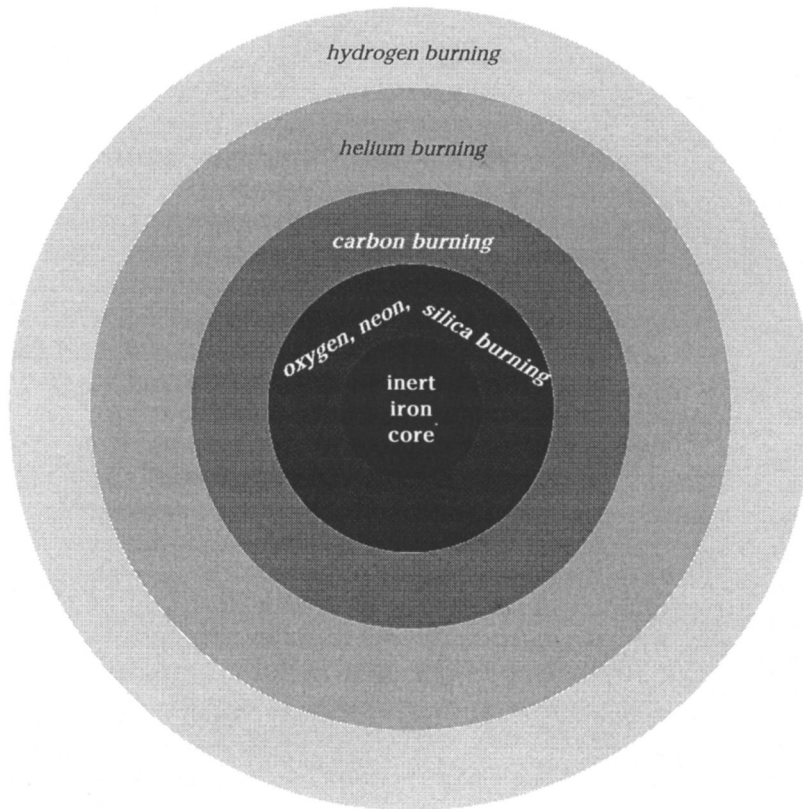 hydrogen burning
helium burning
carbon burning
oxygen, neon, silica burning
inert
iron
core